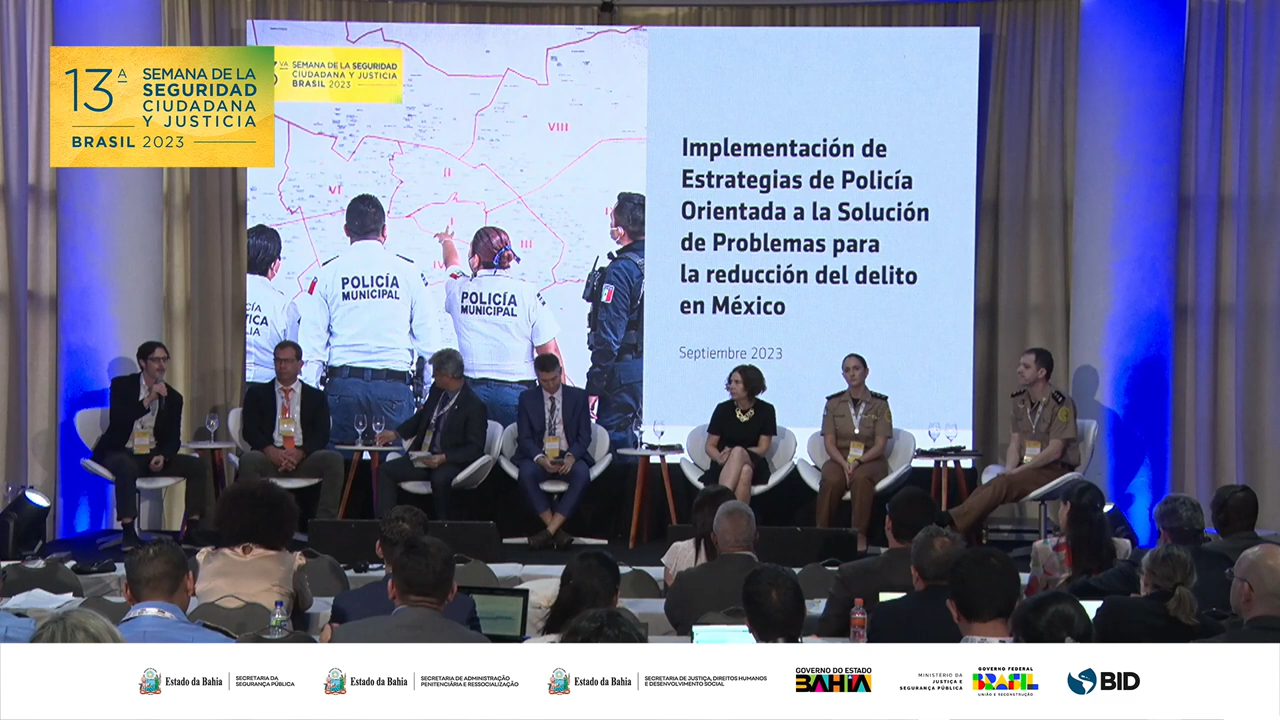 13ª
SEMANA DE LA
SEGURIDAD
CIUDADANA
Y JUSTICIA
BRASIL 2023
VA
SEMANA DE LA SEGURIDAD
CIUDADANA Y JUSTICIA
BRASIL 2023
VIII
VI
II
I
III
IV
POLICÍA
MUNICIPAL
POLICÍA
MUNICIPAL
Implementación de
Estrategias de Policía
Orientada a la Solución
de Problemas para
la reducción del delito
en México
Septiembre 2023
Estado da Bahia
SECRETARIA DA
SEGURANÇA PÚBLICA
Estado da Bahia
SECRETARIA DE ADMINISTRAÇÃO
PENITENCIÁRIA E RESSOCIALIZAÇÃO
Estado da Bahia
SECRETARIA DE JUSTIÇA, DIREITOS HUMANOS
E DESENVOLVIMENTO SOCIAL
GOVERNO DO ESTADO
BAHIA
MINISTÉRIO DA
JUSTIÇA E
SEGURANÇA PÚBLICA
GOVERNO FEDERAL
BRASIL
UNIÃO E RECONSTRUÇÃO
BID